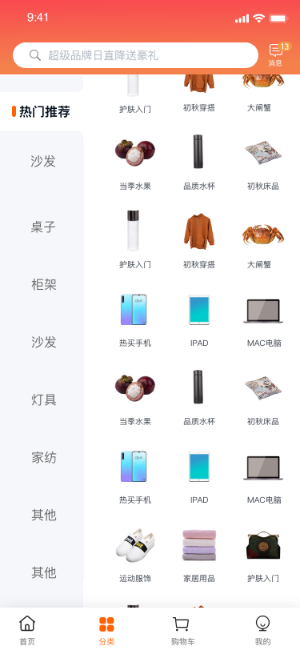 9:41
超级品牌日直降送豪礼
13
消息
热门推荐
沙发
桌子
柜架
沙发
灯具
家纺
其他
其他
护肤入门 初秋穿搭 大闸蟹
当季水果 品质水杯 初秋床品
护肤入门 初秋穿搭 大闸蟹
热买手机 IPAD MAC电脑
当季水果 品质水杯 初秋床品
热买手机 IPAD MAC电脑
运动服饰 家居用品 护肤入门
首页 分类 购物车 我的